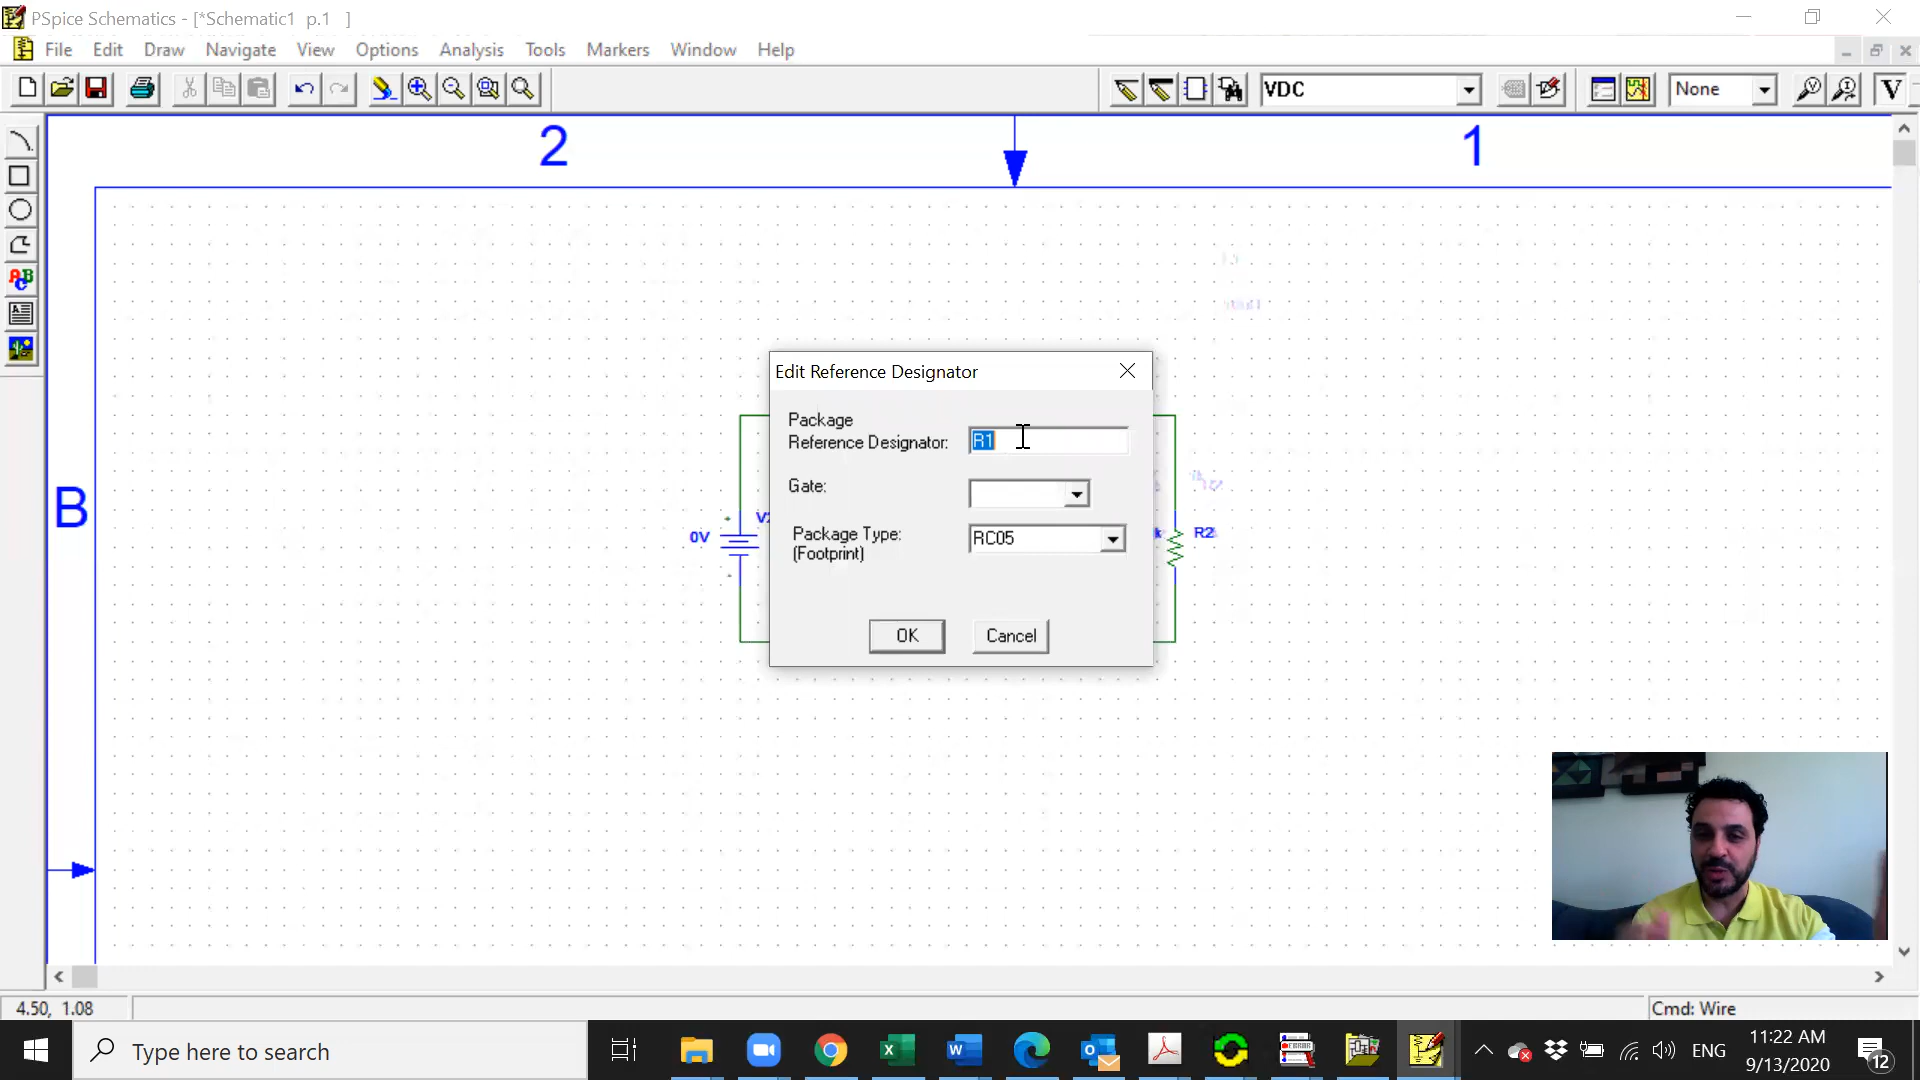 PSpice Schematics - [*Schematic1 p.1 ]
File Edit Draw Navigate View Options Analysis Tools Markers Window Help
VDC
None
V
2
1
B
Edit Reference Designator
Package
Reference Designator:
R1
Gate:
Package Type:
(Footprint)
RC05
OK
Cancel
0V
+
-
k
R2
4.50, 1.08
Cmd: Wire
Type here to search
ENG
11:22 AM
9/13/2020
12